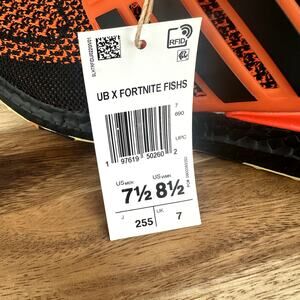 RFID
UB X FORTNITE FISHS
7
690
UPC
1 97619 50260 2
US MEN US WMN
7½ 8½
J 255 UK 7